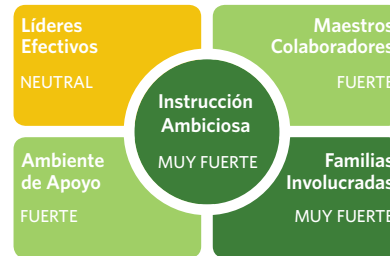 Líderes
Efectivos
NEUTRAL
Maestros
Colaboradores
FUERTE
Instrucción
Ambiciosa
MUY FUERTE
Ambiente
de Apoyo
FUERTE
Familias
Involucradas
MUY FUERTE